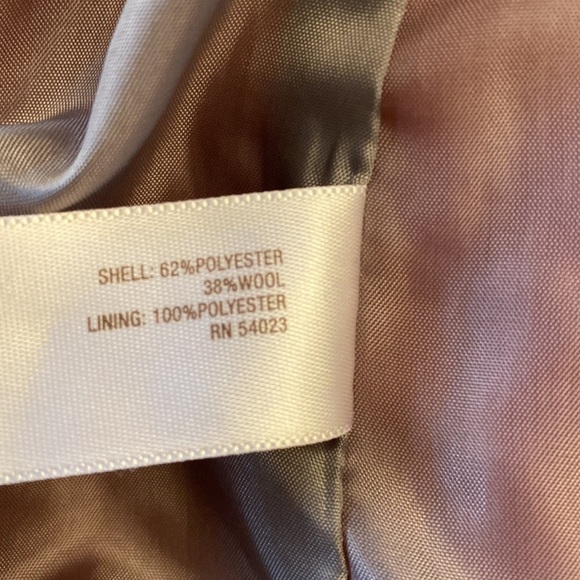 SHELL: 62%POLYESTER
38%WOOL
LINING: 100%POLYESTER
RN 54023